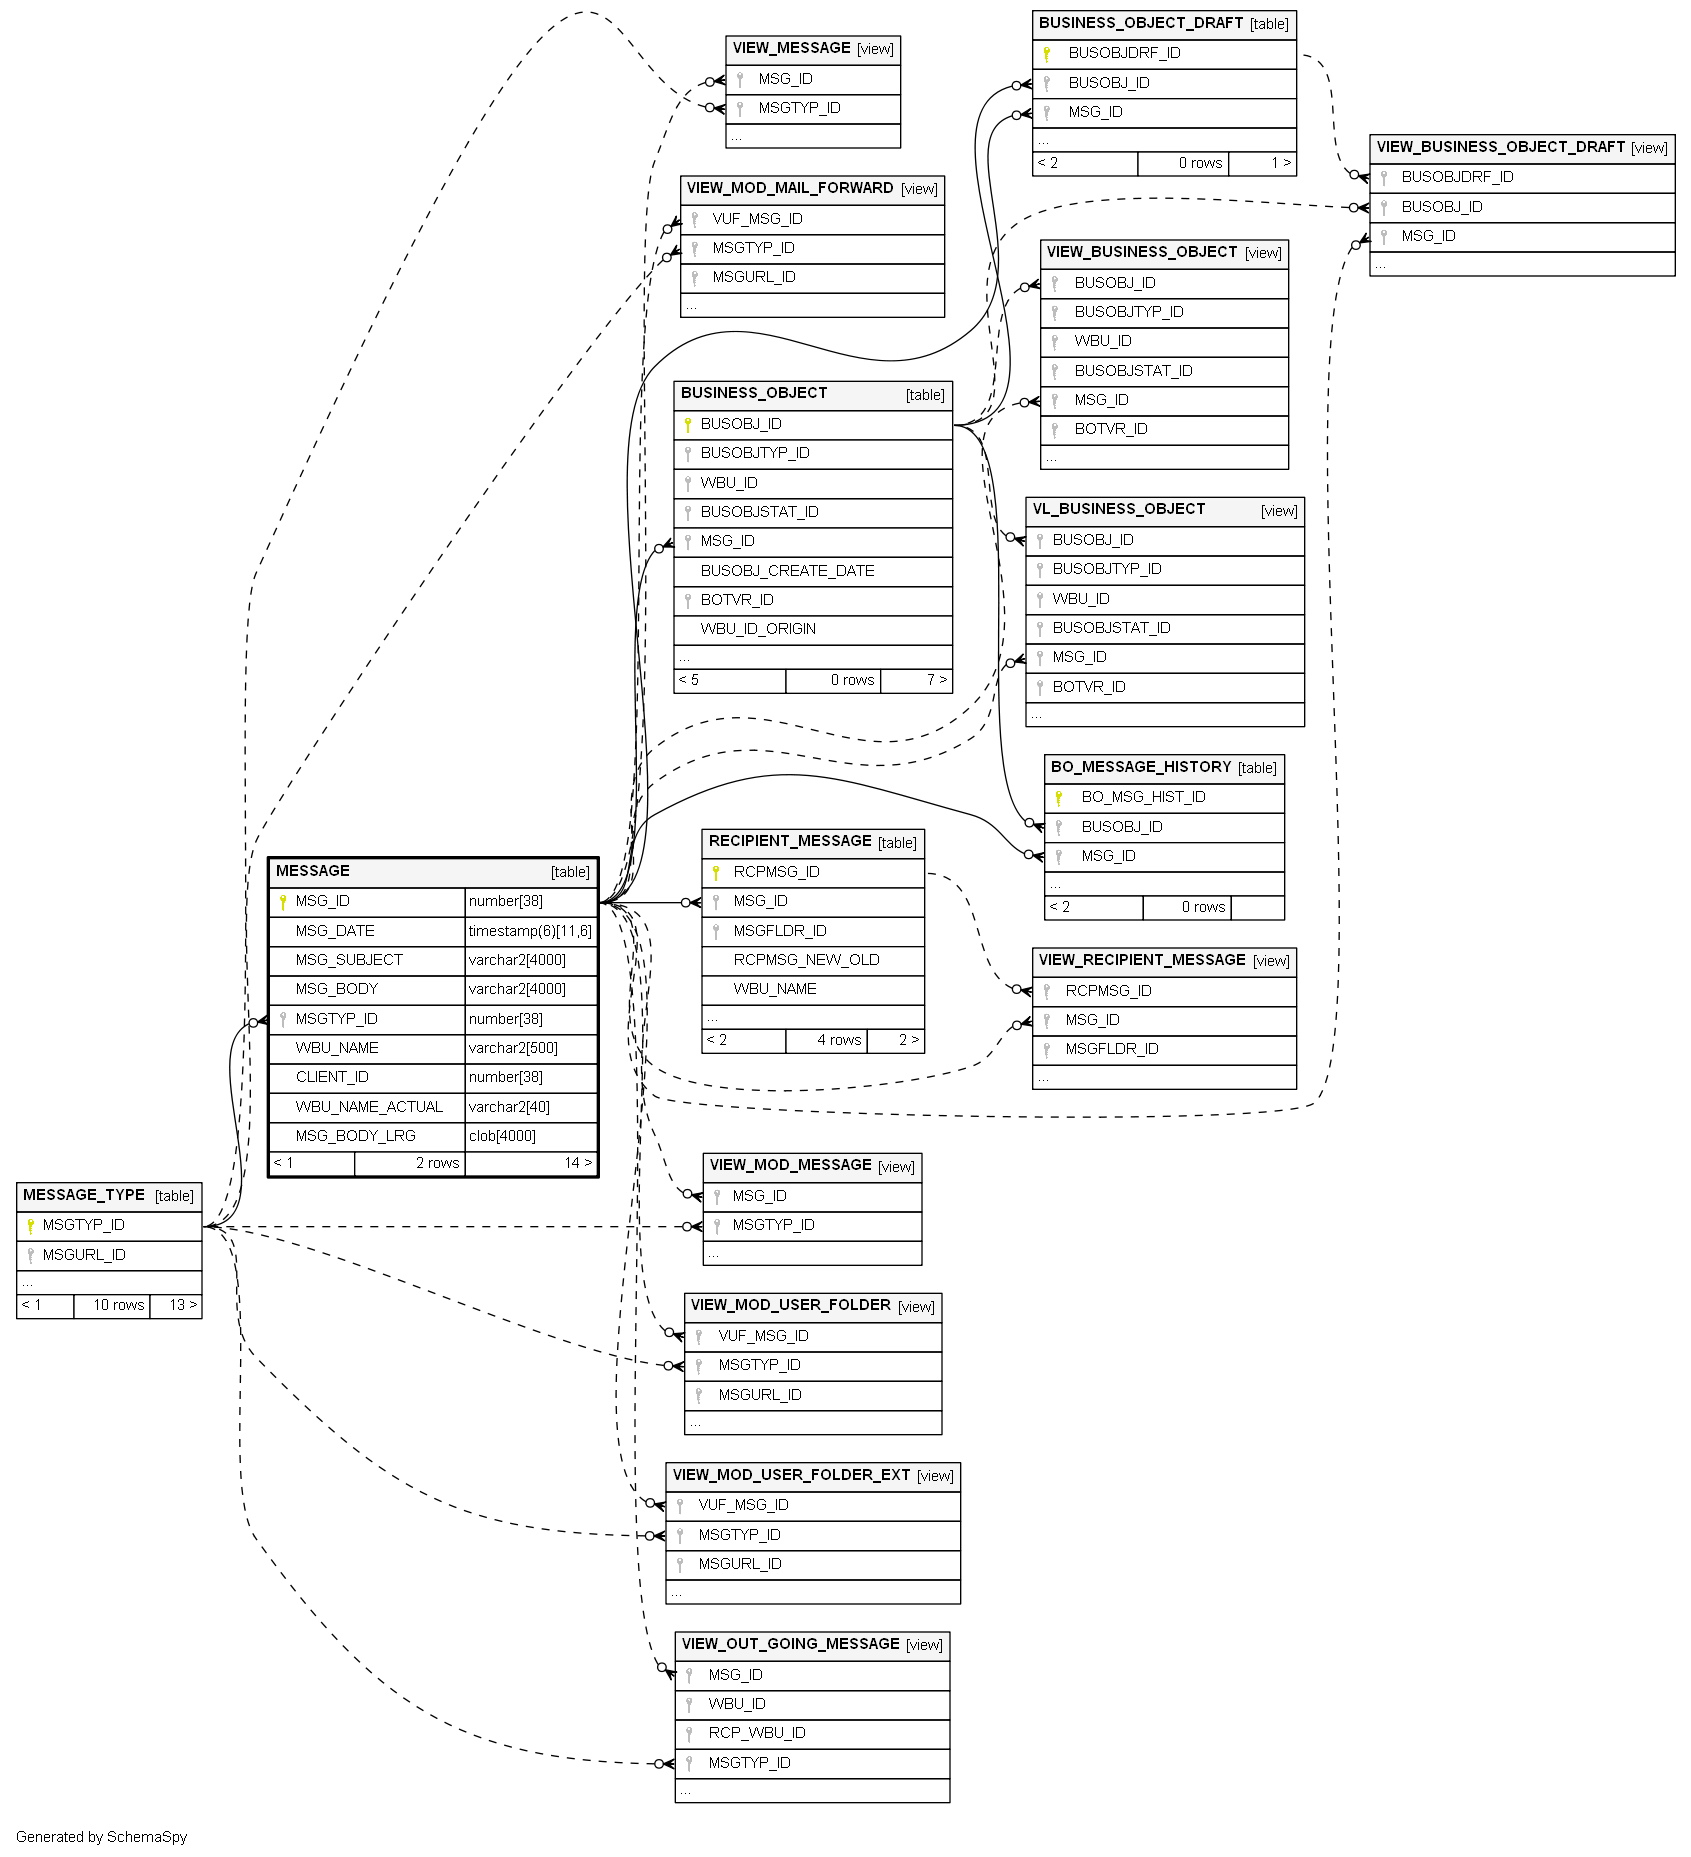 VIEW_MESSAGE [view]
MSG_ID
MSGTYP_ID
...
VIEW_MOD_MAIL_FORWARD [view]
VUF_MSG_ID
MSGTYP_ID
MSGURL_ID
...
BUSINESS_OBJECT_DRAFT [table]
BUSOBJDRF_ID
BUSOBJ_ID
MSG_ID
...
< 2 0 rows 1 >
VIEW_BUSINESS_OBJECT_DRAFT [view]
BUSOBJDRF_ID
BUSOBJ_ID
MSG_ID
...
VIEW_BUSINESS_OBJECT [view]
BUSOBJ_ID
BUSOBJTYP_ID
WBU_ID
BUSOBJSTAT_ID
MSG_ID
BOTVR_ID
...
BUSINESS_OBJECT [table]
BUSOBJ_ID
BUSOBJTYP_ID
WBU_ID
BUSOBJSTAT_ID
MSG_ID
BUSOBJ_CREATE_DATE
BOTVR_ID
WBU_ID_ORIGIN
...
< 5 0 rows 7 >
VL_BUSINESS_OBJECT [view]
BUSOBJ_ID
BUSOBJTYP_ID
WBU_ID
BUSOBJSTAT_ID
MSG_ID
BOTVR_ID
...
BO_MESSAGE_HISTORY [table]
BO_MSG_HIST_ID
BUSOBJ_ID
MSG_ID
...
< 2 0 rows
MESSAGE [table]
MSG_ID number[38]
MSG_DATE timestamp(6)[11,6]
MSG_SUBJECT varchar2[4000]
MSG_BODY varchar2[4000]
MSGTYP_ID number[38]
WBU_NAME varchar2[500]
CLIENT_ID number[38]
WBU_NAME_ACTUAL varchar2[40]
MSG_BODY_LRG clob[4000]
< 1 2 rows 14 >
RECIPIENT_MESSAGE [table]
RCPMSG_ID
MSG_ID
MSGFLDR_ID
RCPMSG_NEW_OLD
WBU_NAME
...
< 2 4 rows 2 >
VIEW_RECIPIENT_MESSAGE [view]
RCPMSG_ID
MSG_ID
MSGFLDR_ID
...
MESSAGE_TYPE [table]
MSGTYP_ID
MSGURL_ID
...
< 1 10 rows 13 >
VIEW_MOD_MESSAGE [view]
MSG_ID
MSGTYP_ID
...
VIEW_MOD_USER_FOLDER [view]
VUF_MSG_ID
MSGTYP_ID
MSGURL_ID
...
VIEW_MOD_USER_FOLDER_EXT [view]
VUF_MSG_ID
MSGTYP_ID
MSGURL_ID
...
VIEW_OUT_GOING_MESSAGE [view]
MSG_ID
WBU_ID
RCP_WBU_ID
MSGTYP_ID
...
Generated by SchemaSpy